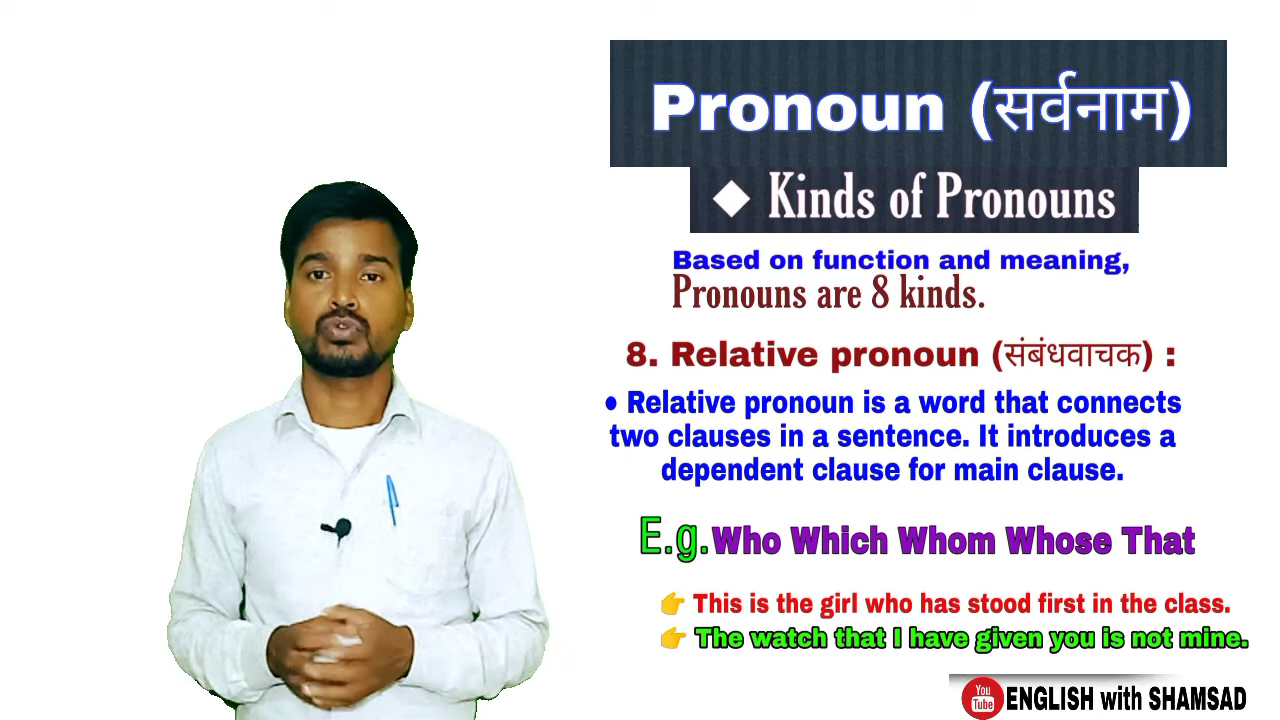 Pronoun (सर्वनाम)
◆ Kinds of Pronouns
Based on function and meaning,
Pronouns are 8 kinds.
8. Relative pronoun (संबंधवाचक) :
• Relative pronoun is a word that connects
two clauses in a sentence. It introduces a
dependent clause for main clause.
E.g. Who Which Whom Whose That
👉 This is the girl who has stood first in the class.
👉 The watch that I have given you is not mine.
You Tube ENGLISH with SHAMSAD